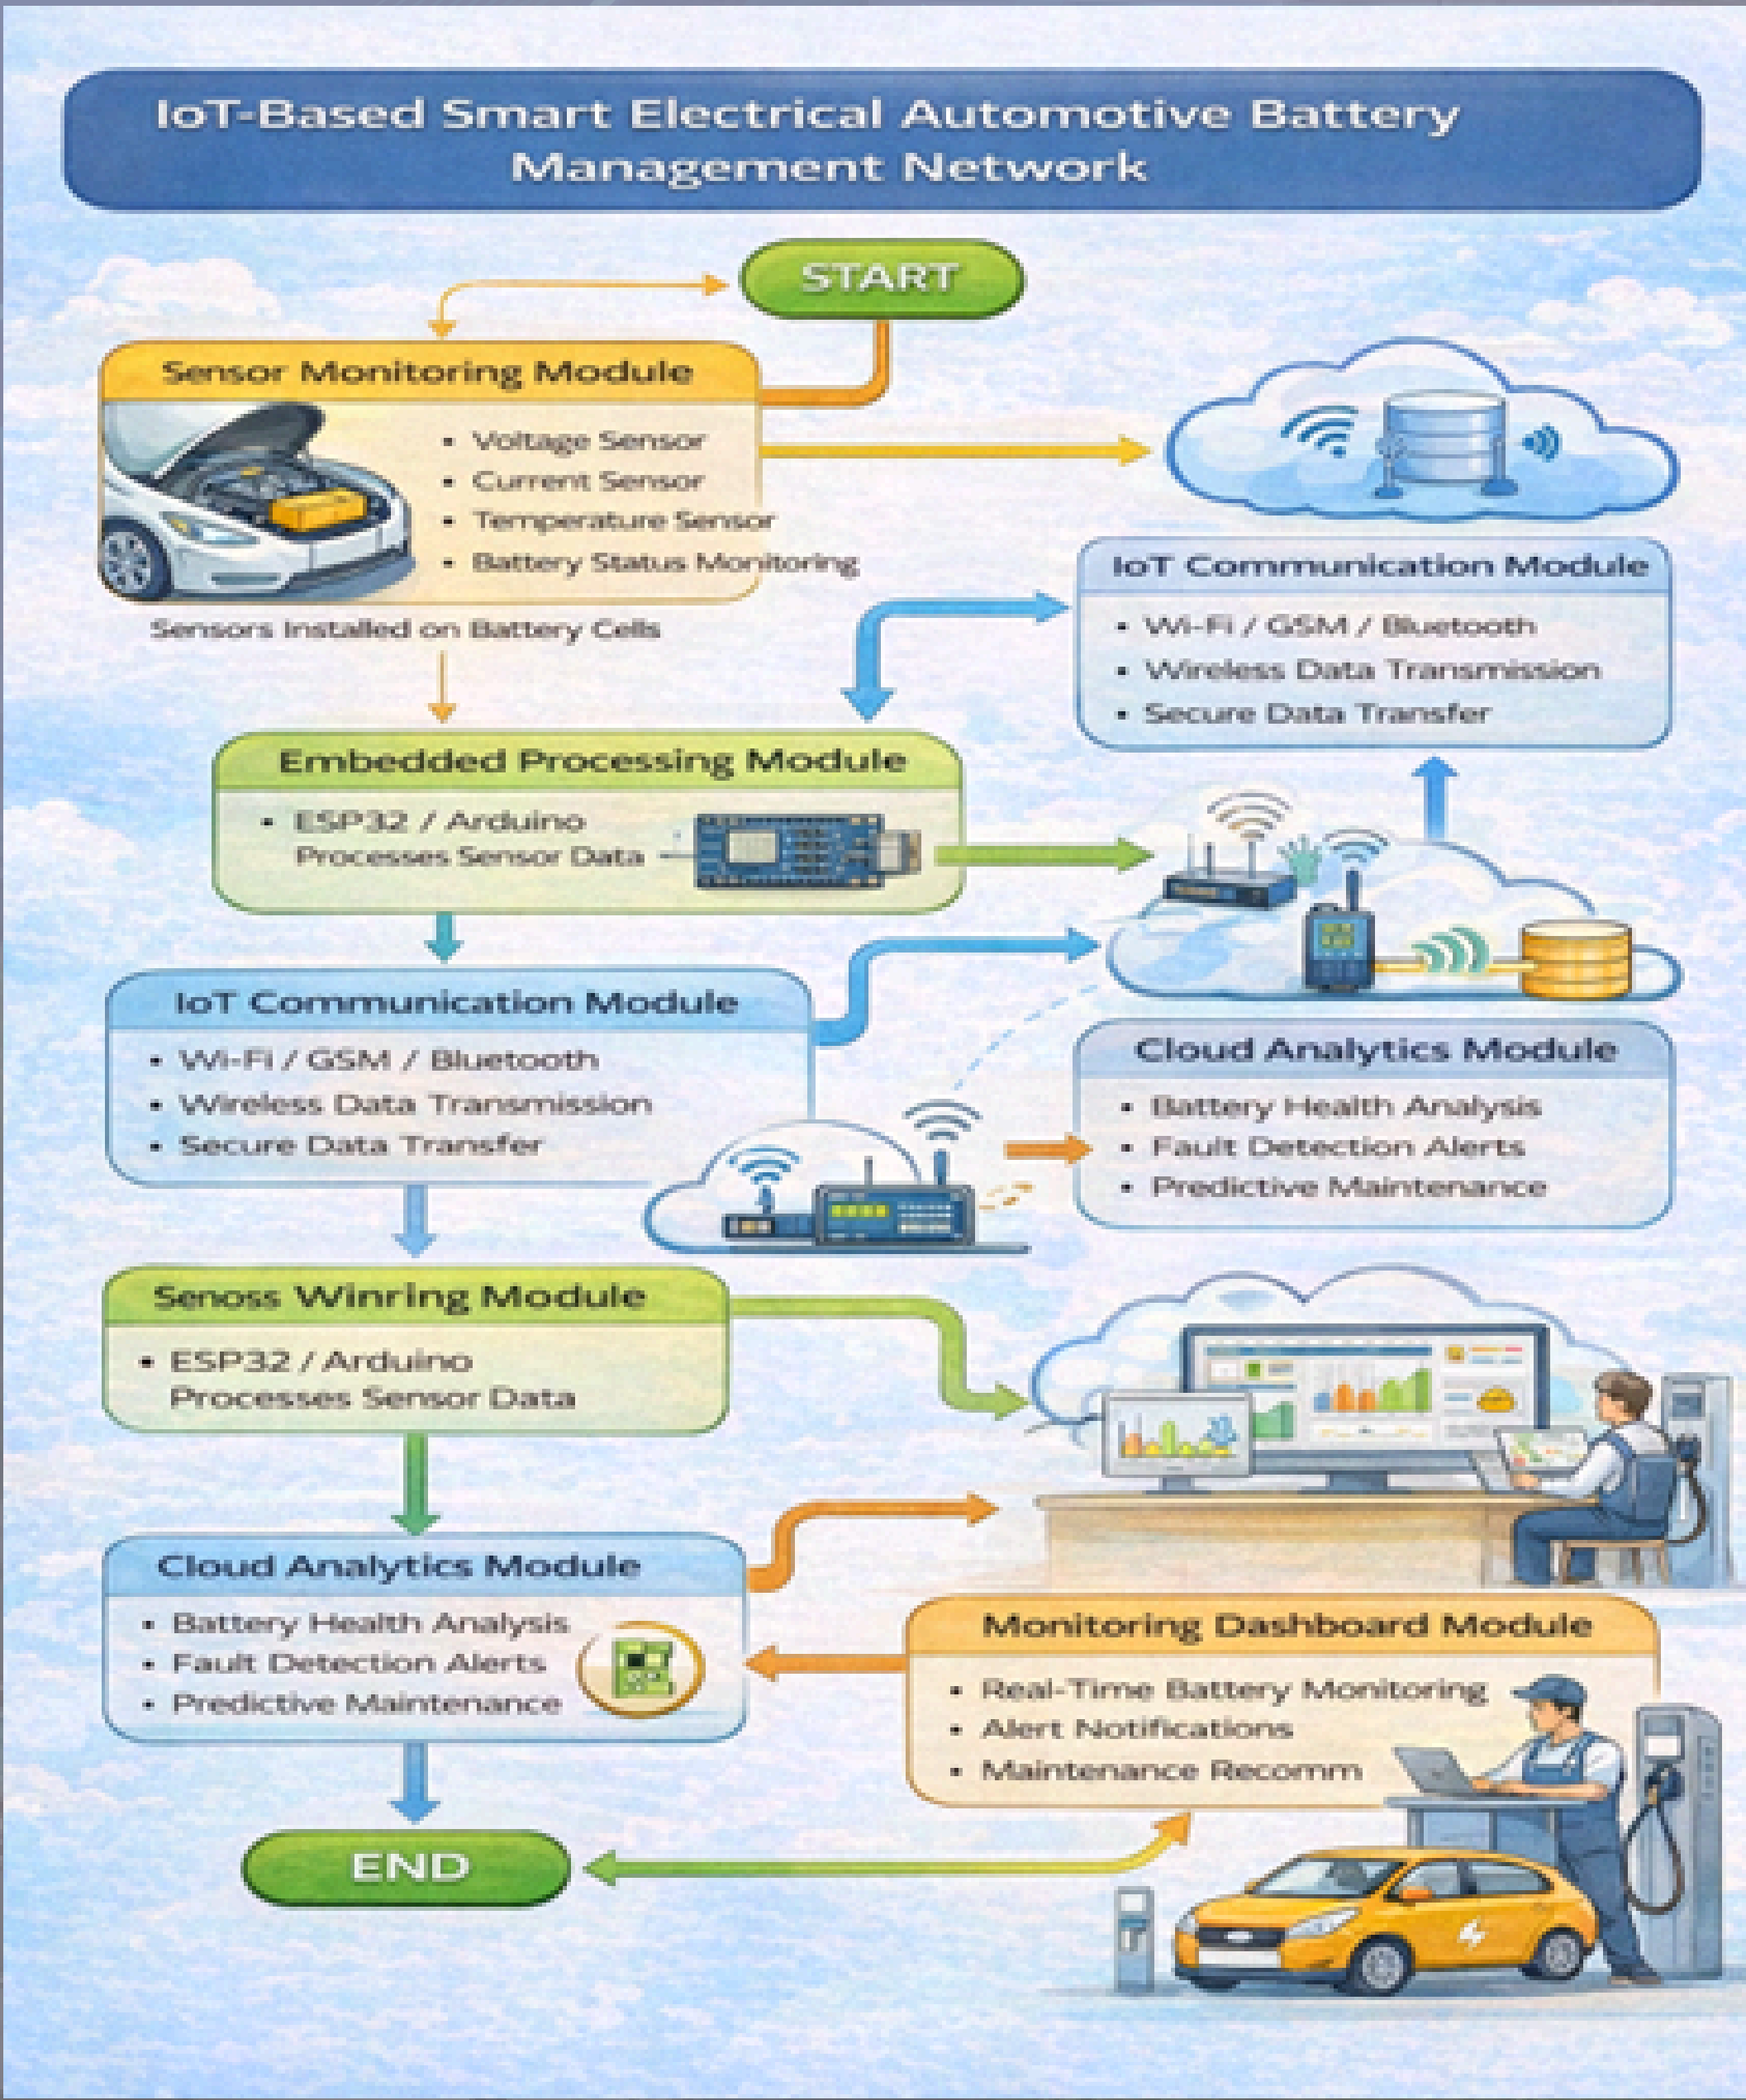 IoT-Based Smart Electrical Automotive Battery
Management Network
START
Sensor Monitoring Module
• Voltage Sensor
• Current Sensor
• Temperature Sensor
• Battery Status Monitoring
Sensors Installed on Battery Cells
IoT Communication Module
• Wi-Fi / GSM / Bluetooth
• Wireless Data Transmission
• Secure Data Transfer
Embedded Processing Module
• ESP32 / Arduino
Processes Sensor Data
IoT Communication Module
• Wi-Fi / GSM / Bluetooth
• Wireless Data Transmission
• Secure Data Transfer
Cloud Analytics Module
• Battery Health Analysis
• Fault Detection Alerts
• Predictive Maintenance
Senoss Winring Module
• ESP32 / Arduino
Processes Sensor Data
Cloud Analytics Module
• Battery Health Analysis
• Fault Detection Alerts
• Predictive Maintenance
Monitoring Dashboard Module
• Real-Time Battery Monitoring
• Alert Notifications
• Maintenance Recomm
END